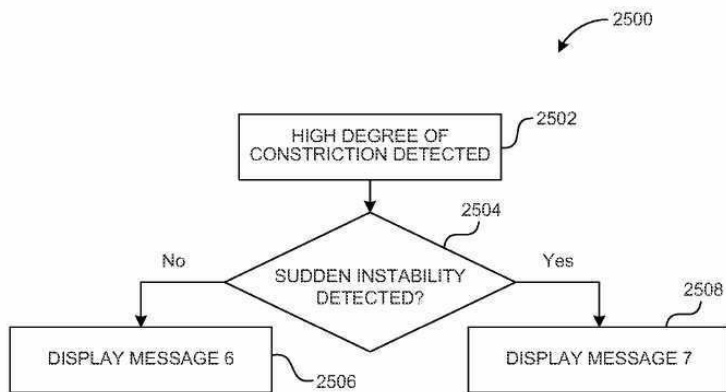 2500
HIGH DEGREE OF
CONSTRICTION DETECTED
2502
2504
SUDDEN INSTABILITY
DETECTED?
No
Yes
DISPLAY MESSAGE 6
2506
2508
DISPLAY MESSAGE 7